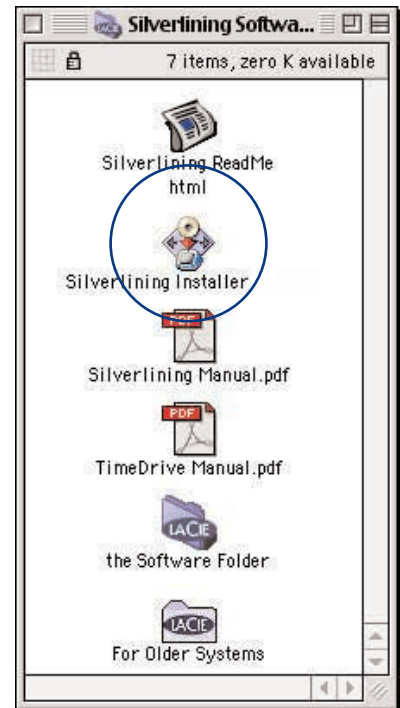 Silverlining Softwa...
7 items, zero K available
Silverlining ReadMe
html
Silverlining Installer
PDF
Silverlining Manual.pdf
PDF
TimeDrive Manual.pdf
LACIE
the Software Folder
LACIE
For Older Systems